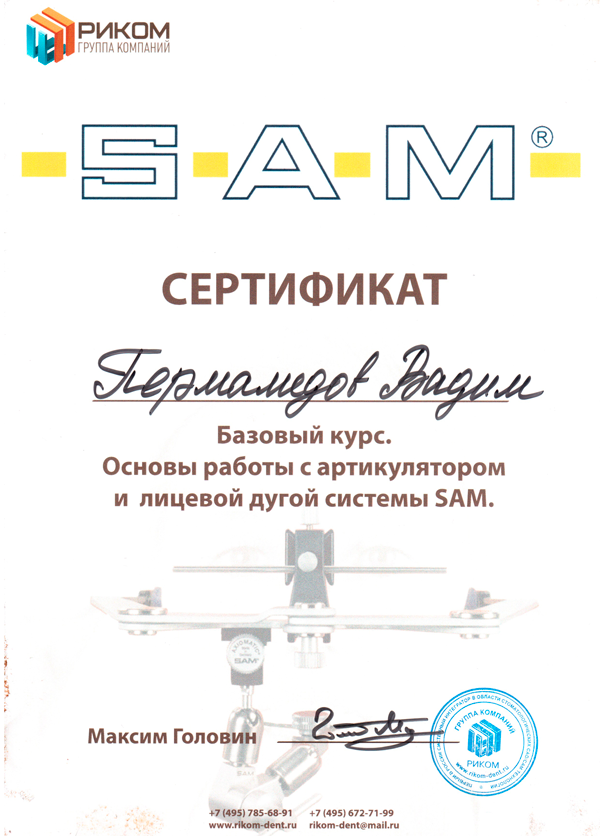 РИКОМ
ГРУППА КОМПАНИЙ
S-A-M®
СЕРТИФИКАТ
Пермамедов Вадим
Базовый курс.
Основы работы с артикулятором
и лицевой дугой системы SAM.
AXIOMATIC
SAM®
SAM
Максим Головин
ГРУППА КОМПАНИЙ
РИКОМ
www.rikom-dent.ru
+7 (495) 785-68-91 +7 (495) 672-71-99
www.rikom-dent.ru rikom-dent@mail.ru